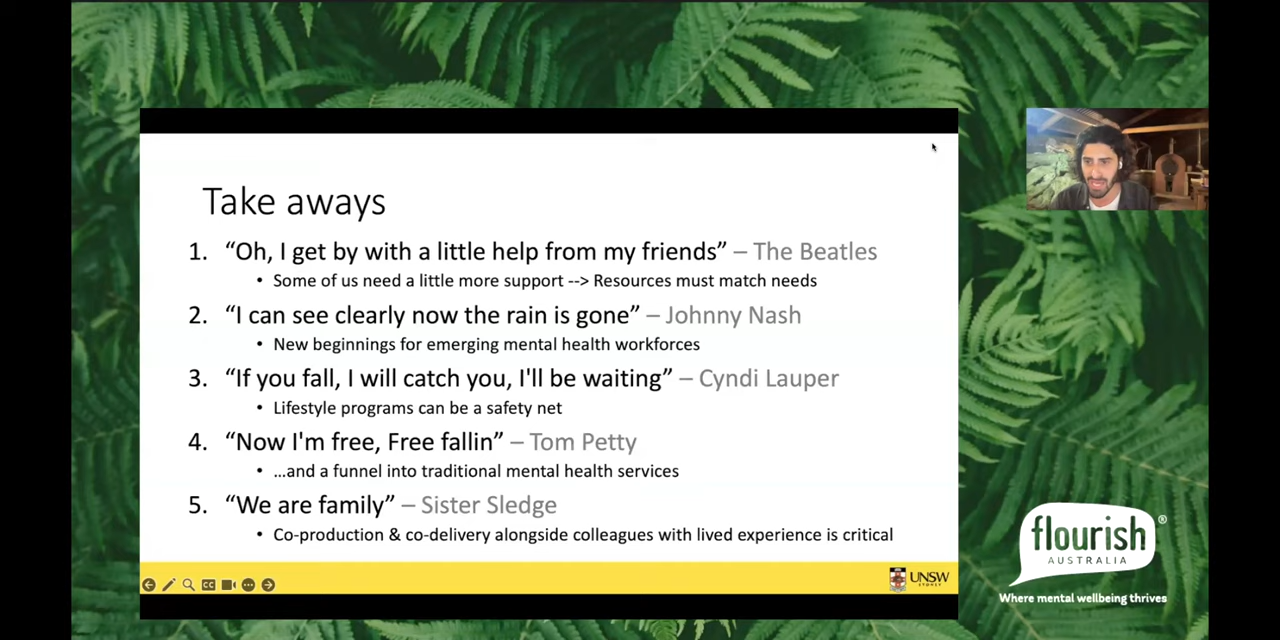 Take aways
1. “Oh, I get by with a little help from my friends” – The Beatles
• Some of us need a little more support --> Resources must match needs
2. “I can see clearly now the rain is gone” – Johnny Nash
• New beginnings for emerging mental health workforces
3. “If you fall, I will catch you, I'll be waiting” – Cyndi Lauper
• Lifestyle programs can be a safety net
4. “Now I'm free, Free fallin” – Tom Petty
• ...and a funnel into traditional mental health services
5. “We are family” – Sister Sledge
• Co-production & co-delivery alongside colleagues with lived experience is critical
CC
UNSW
SYDNEY
flourish®
AUSTRALIA
Where mental wellbeing thrives